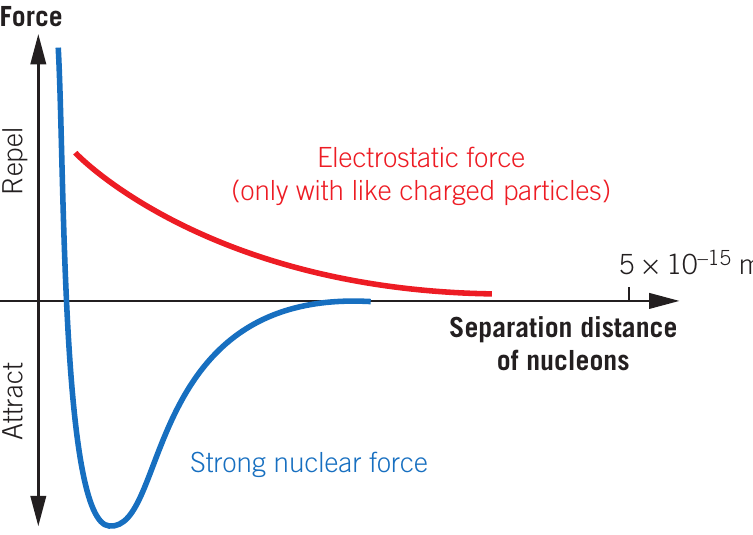 Force
Repel
Electrostatic force
(only with like charged particles)
5 × 10⁻¹⁵ m
Separation distance
of nucleons
Attract
Strong nuclear force